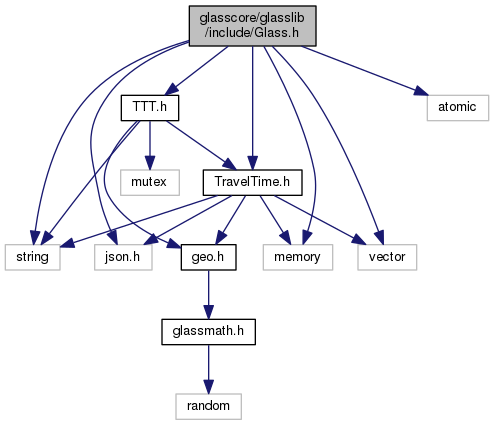 glasscore/glasslib
/include/Glass.h
TTT.h
atomic
mutex
TravelTime.h
string
json.h
geo.h
memory
vector
glassmath.h
random